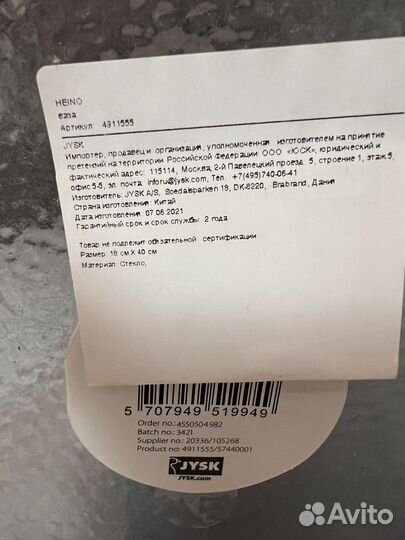 HEINO
ваза
Артикул: 4911555
JYSK
Импортер, продавец и организация, уполномоченная изготовителем на принятие
претензий на территории Российской Федерации: ООО «ЮСК», юридический и
фактический адрес: 115114, Москва, 2-й Павелецкий проезд 5, строение 1, этаж 5,
офис 5-5, эл. почта inforu@jysk.com, Тел. +7(495)740-06-41
Изготовитель: JYSK A/S, Soedalsparken 18, DK-8220, Brabrand, Дания
Страна изготовления: Китай
Дата изготовления 07.06.2021
Гарантийный срок и срок службы: 2 года
Товар не подлежит обязательной сертификации
Размер: 18 см X 40 см
Материал: Стекло,
5 707949 519949
Order no.: 4550504982
Batch no.: 3421
Supplier no.: 20336/105268
Product no.: 4911555/57440001
JYSK
JYSK.com
Avito